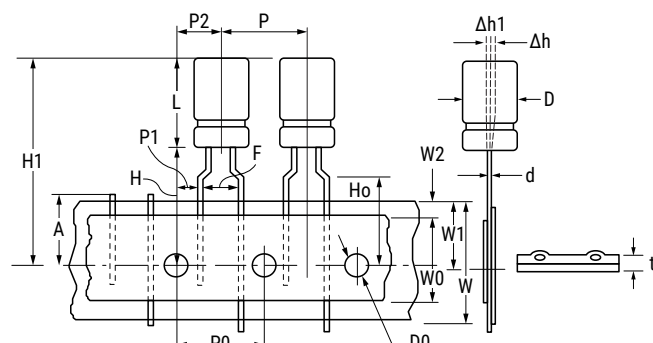 P2 P Δh1
Δh
L D
H1
P1 F W2
H Ho d
A W1
W0 W t
P0 D0